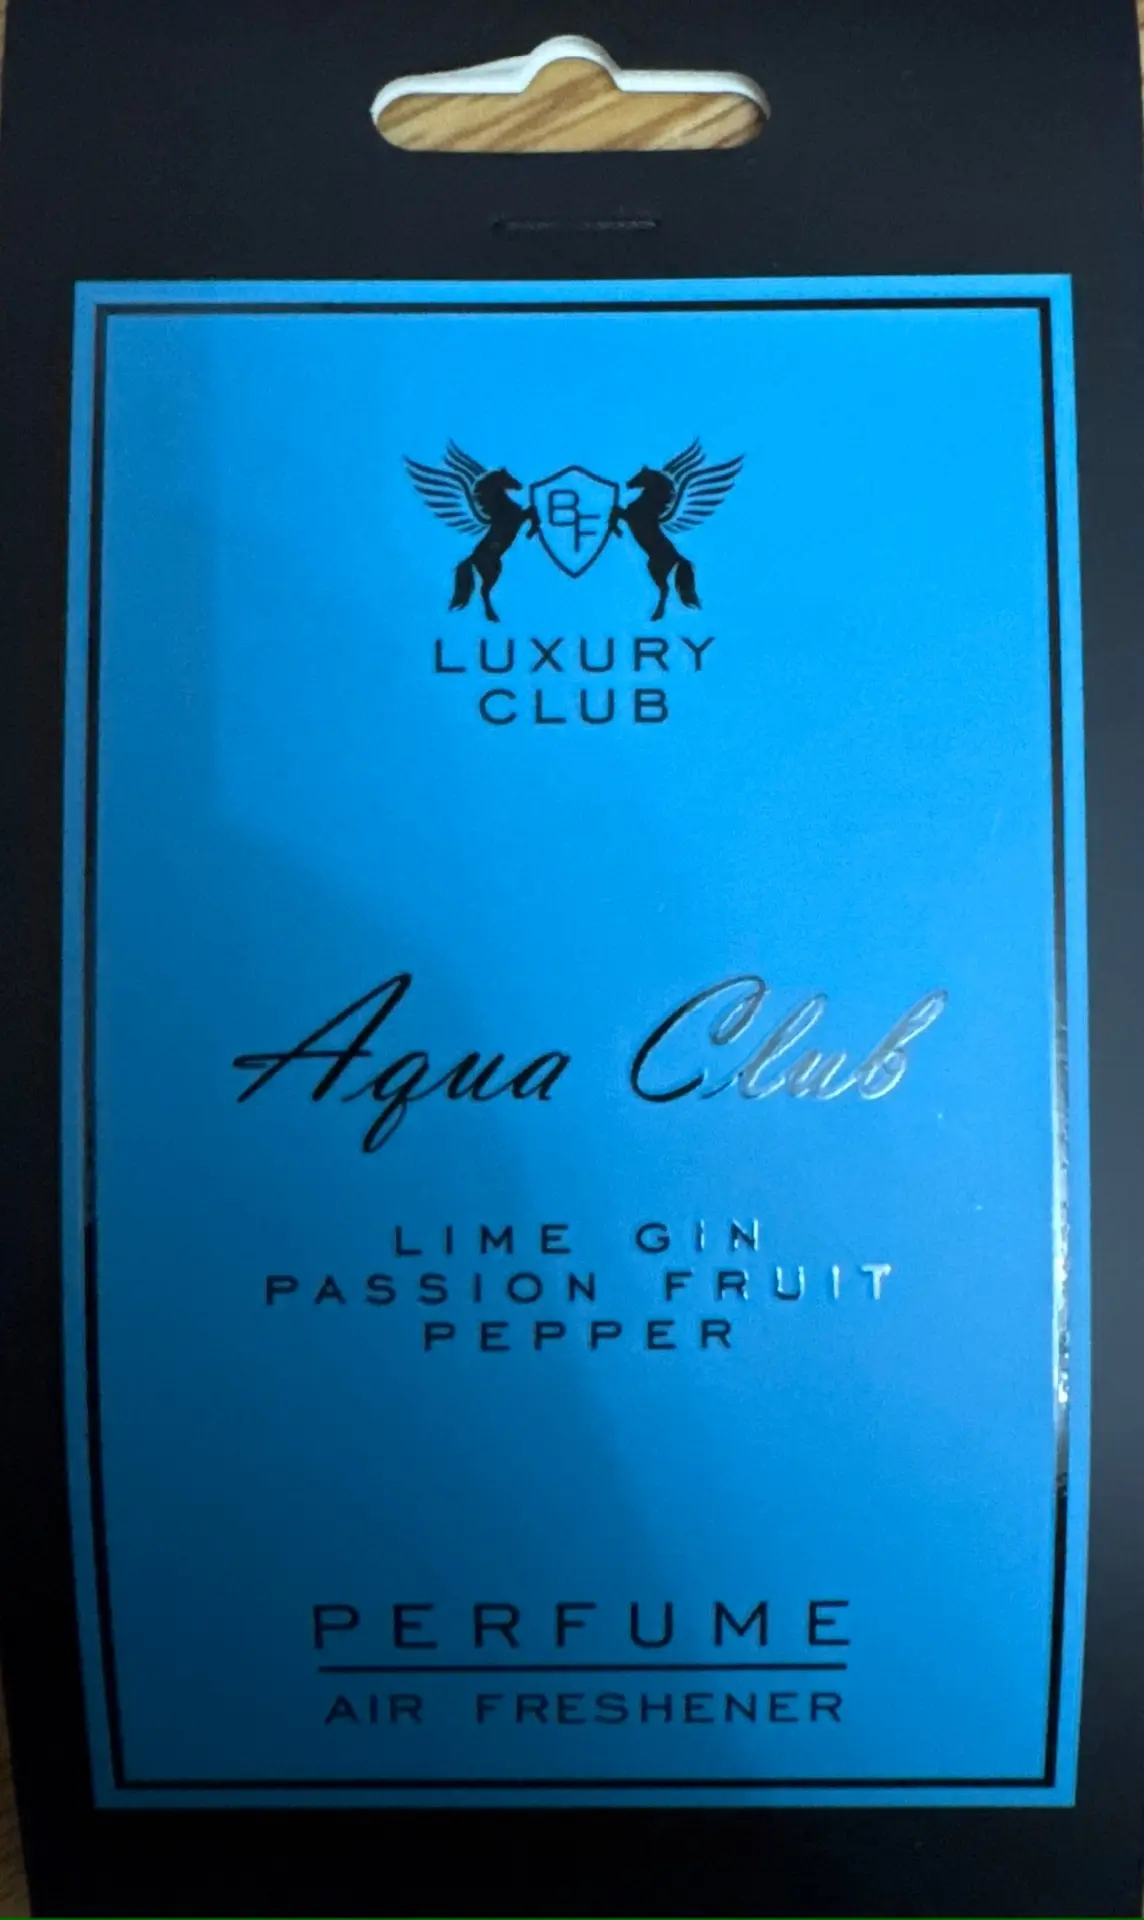 BF
LUXURY
CLUB
Aqua Club
LIME GIN
PASSION FRUIT
PEPPER
PERFUME
AIR FRESHENER